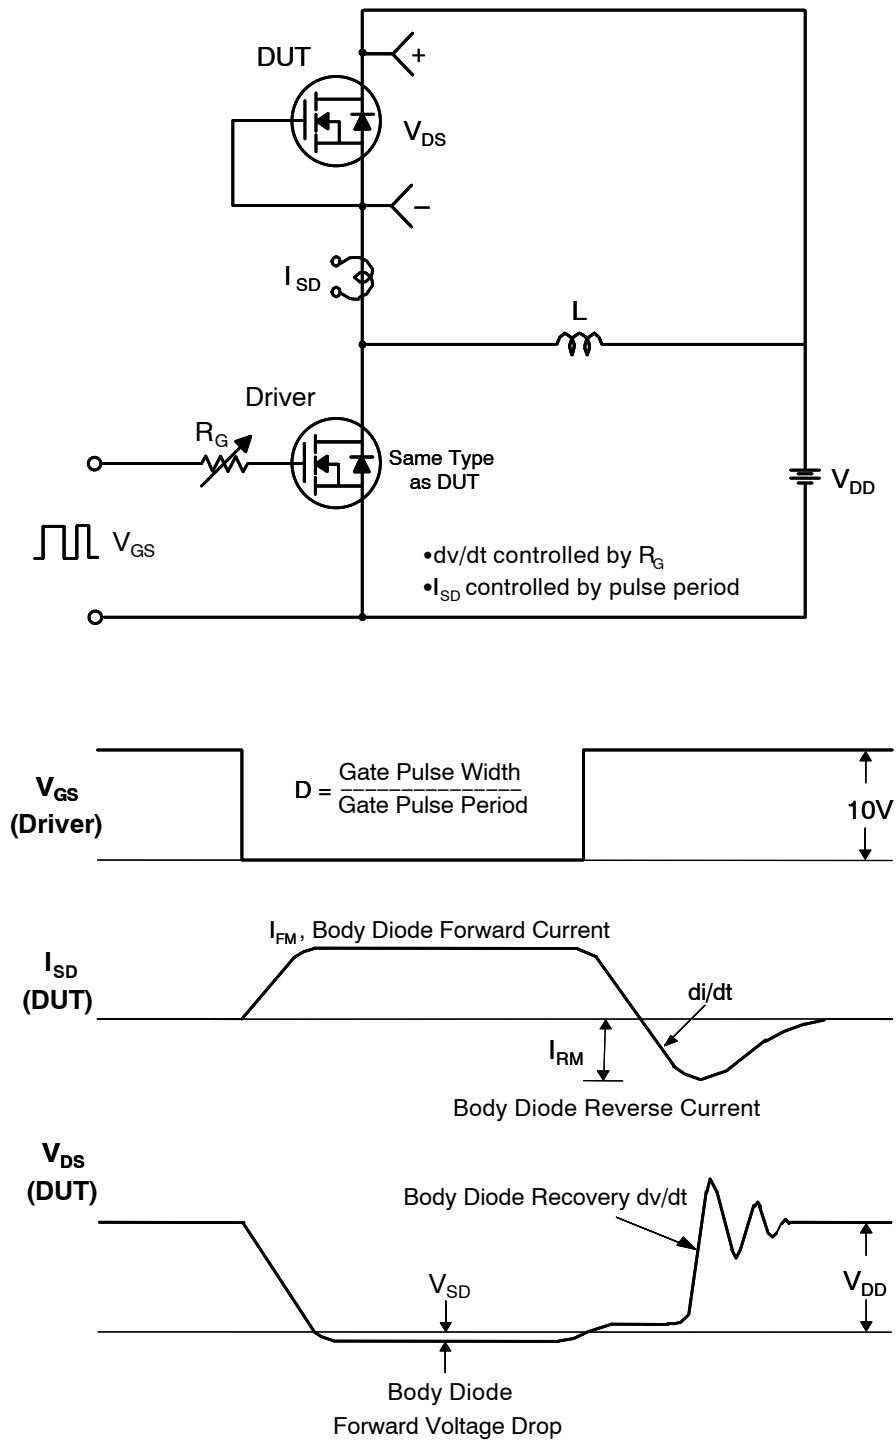 DUT
+
V_DS
−
I_SD
L
Driver
R_G
Same Type
as DUT
V_DD
V_GS
•dv/dt controlled by R_G
•I_SD controlled by pulse period
V_GS
(Driver)
D = Gate Pulse Width
Gate Pulse Period
10V
I_FM, Body Diode Forward Current
I_SD
(DUT)
di/dt
I_RM
Body Diode Reverse Current
V_DS
(DUT)
Body Diode Recovery dv/dt
V_SD
V_DD
Body Diode
Forward Voltage Drop